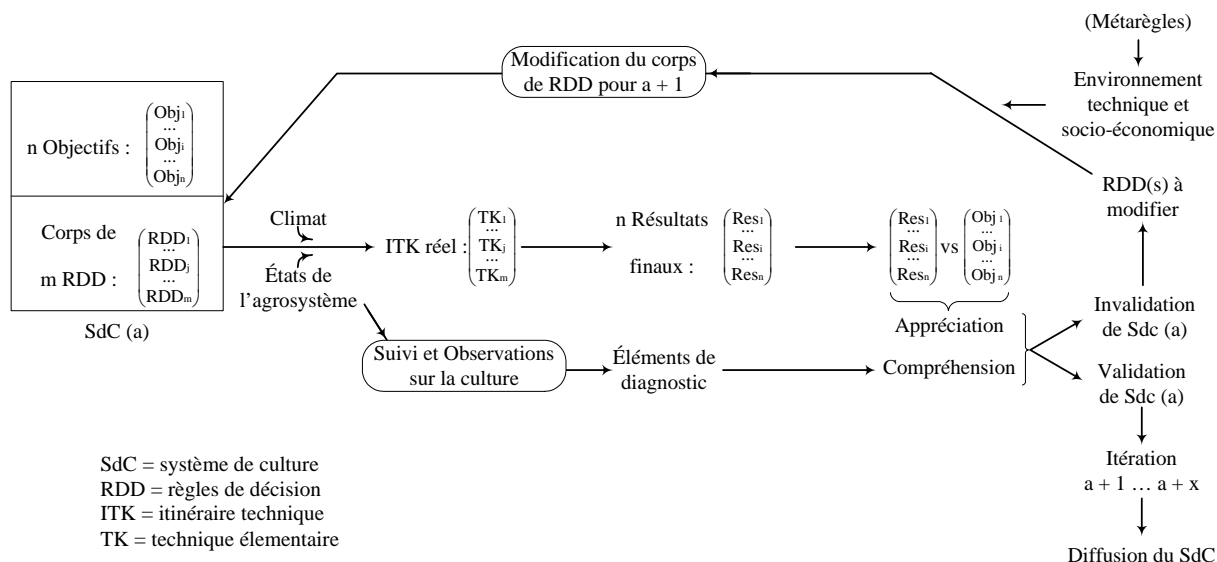 (Métarègles)
Environnement
technique et
socio-économique
Modification du corps
de RDD pour a + 1
n Objectifs :
Obj1
...
Obji
...
Objn
Corps de
m RDD :
RDD1
...
RDDj
...
RDDm
SdC (a)
Climat
États de
l'agrosystème
ITK réel :
TK1
...
TKj
...
TKm
n Résultats
finaux :
Res1
...
Resi
...
Resn
Res1
...
Resi
...
Resn
vs
Obj 1
...
Obj i
...
Obj n
RDD(s) à
modifier
Appréciation
Invalidation
de Sdc (a)
Suivi et Observations
sur la culture
Éléments de
diagnostic
Compréhension
Validation
de Sdc (a)
Itération
a + 1 … a + x
Diffusion du SdC
SdC = système de culture
RDD = règles de décision
ITK = itinéraire technique
TK = technique élementaire